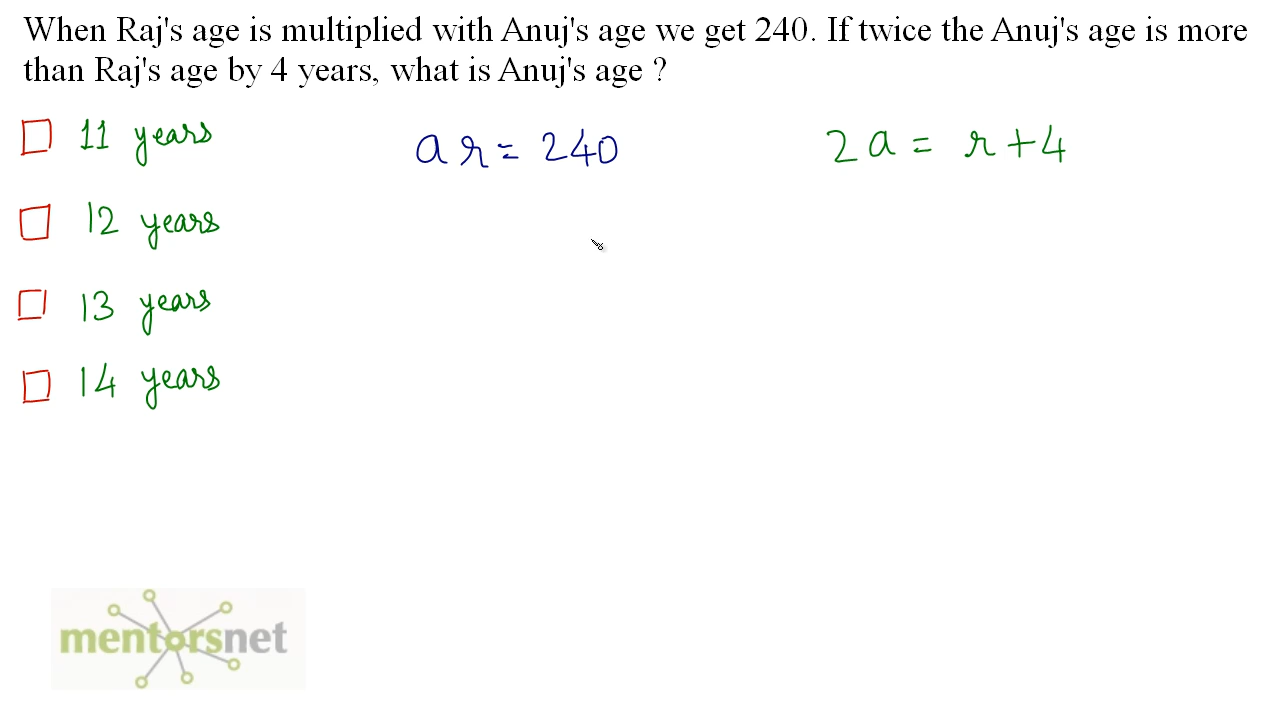 When Raj's age is multiplied with Anuj's age we get 240. If twice the Anuj's age is more
than Raj's age by 4 years, what is Anuj's age ?
11 years
ar = 240
2a = r+4
12 years
13 years
14 years
mentorsnet